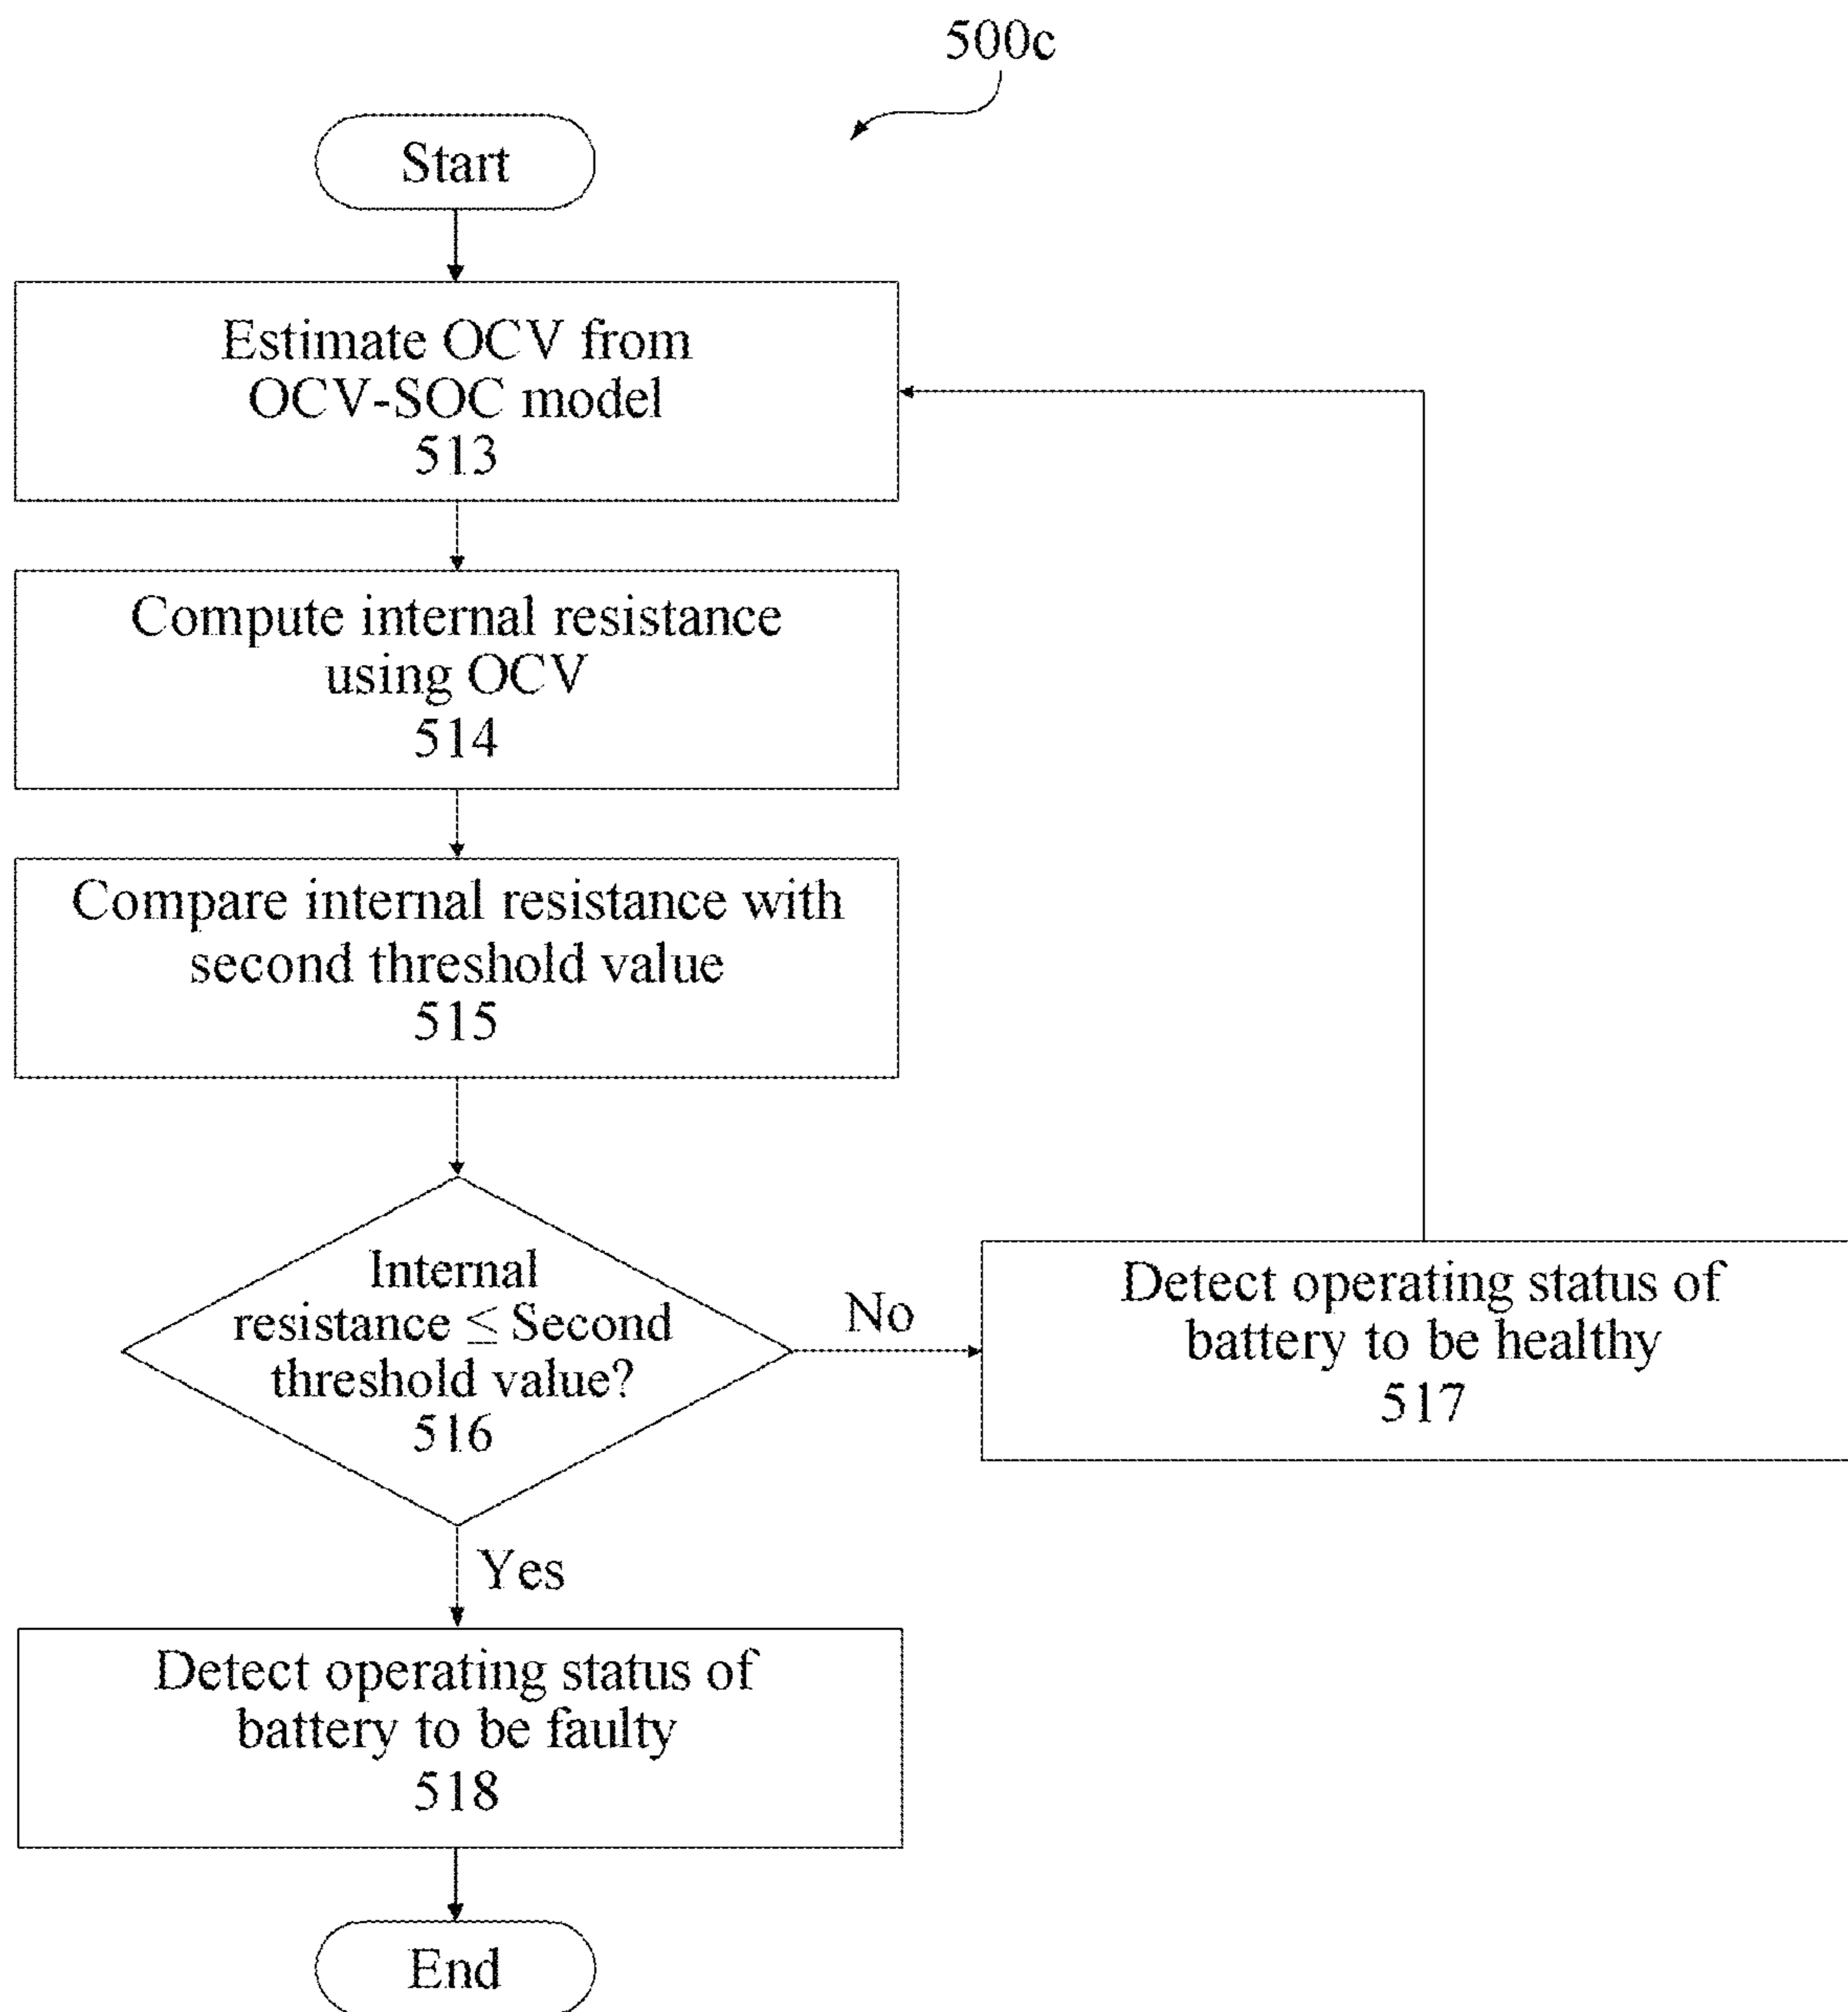 500c
Start
Estimate OCV from
OCV-SOC model
513
Compute internal resistance
using OCV
514
Compare internal resistance with
second threshold value
515
Internal
resistance ≦ Second
threshold value?
516
No
Detect operating status of
battery to be healthy
517
Yes
Detect operating status of
battery to be faulty
518
End